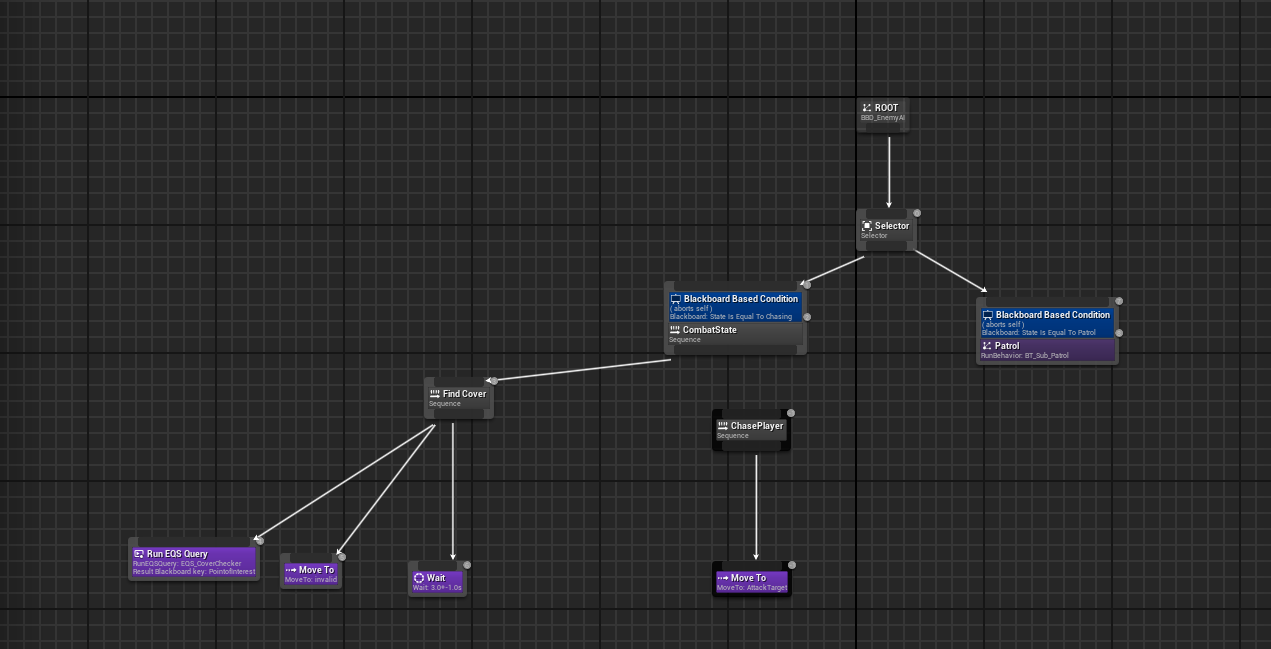 ROOT
BBD_EnemyAI
Selector
Selector
Blackboard Based Condition
( aborts self )
Blackboard: State Is Equal To Chasing
CombatState
Sequence
Blackboard Based Condition
( aborts self )
Blackboard: State Is Equal To Patrol
Patrol
RunBehavior: BT_Sub_Patrol
Find Cover
Sequence
ChasePlayer
Sequence
Run EQS Query
RunEQSQuery: EQS_CoverChecker
Result Blackboard key: PointofInterest
Move To
MoveTo: invalid
Wait
Wait: 3.0+-1.0s
Move To
MoveTo: AttackTarget